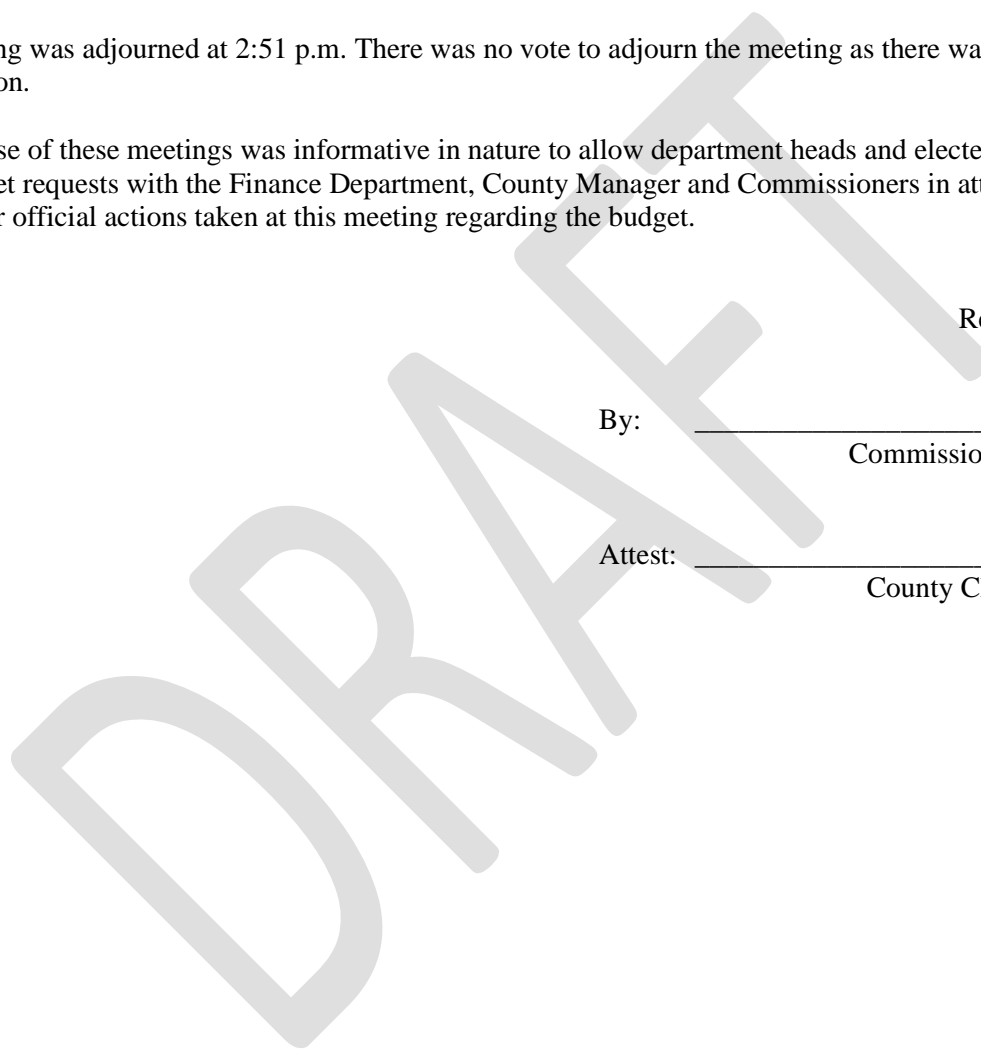 ng was adjourned at 2:51 p.m. There was no vote to adjourn the meeting as there wa
on.
se of these meetings was informative in nature to allow department heads and electe
et requests with the Finance Department, County Manager and Commissioners in att
r official actions taken at this meeting regarding the budget.
Re
By: ____________________
Commissio
Attest: ____________________
County C
DRAFT